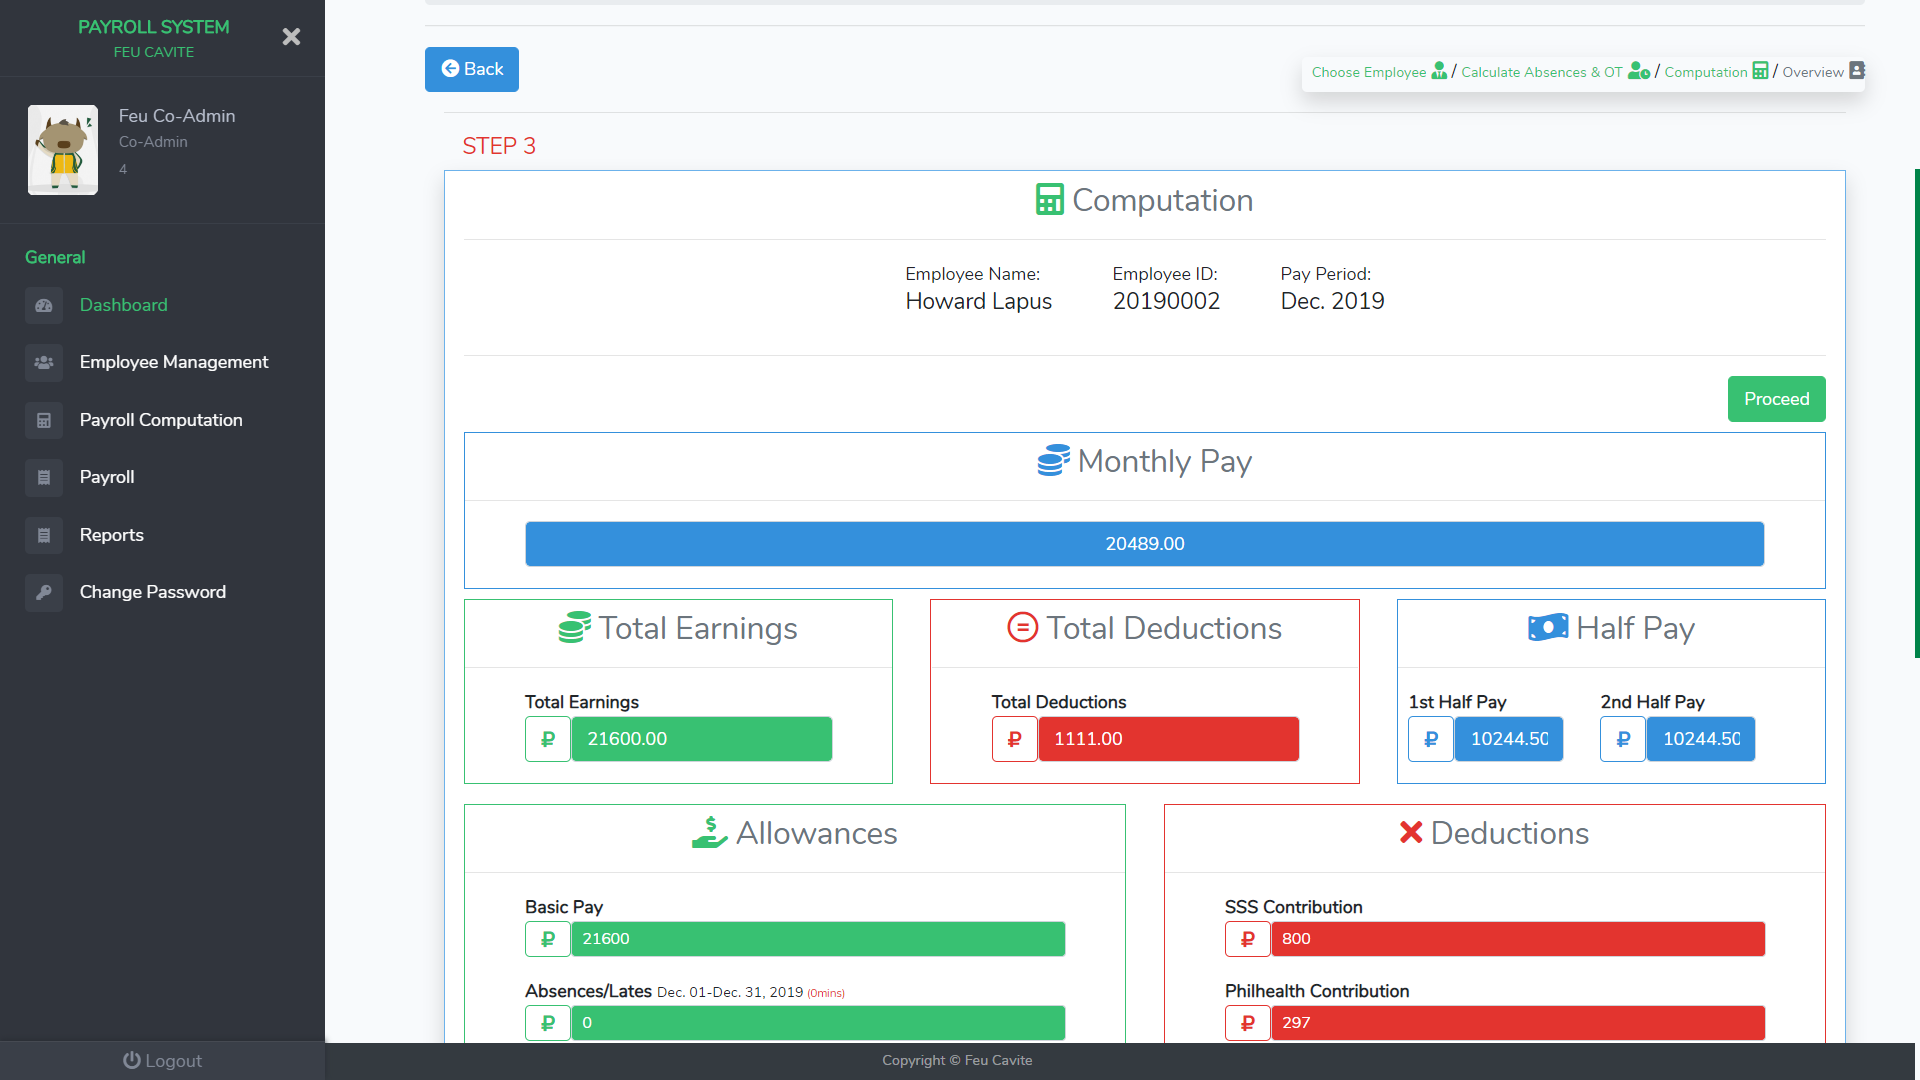 PAYROLL SYSTEM
FEU CAVITE
Feu Co-Admin
Co-Admin
4
General
Dashboard
Employee Management
Payroll Computation
Payroll
Reports
Change Password
Logout
Back
Choose Employee / Calculate Absences & OT / Computation / Overview
STEP 3
Computation
Employee Name:
Howard Lapus
Employee ID:
20190002
Pay Period:
Dec. 2019
Proceed
Monthly Pay
20489.00
Total Earnings
Total Earnings
₽ 21600.00
Total Deductions
Total Deductions
₽ 1111.00
Half Pay
1st Half Pay
₽ 10244.50
2nd Half Pay
₽ 10244.50
Allowances
Basic Pay
₽ 21600
Absences/Lates Dec. 01-Dec. 31, 2019 (0mins)
₽ 0
Deductions
SSS Contribution
₽ 800
Philhealth Contribution
₽ 297
Copyright © Feu Cavite